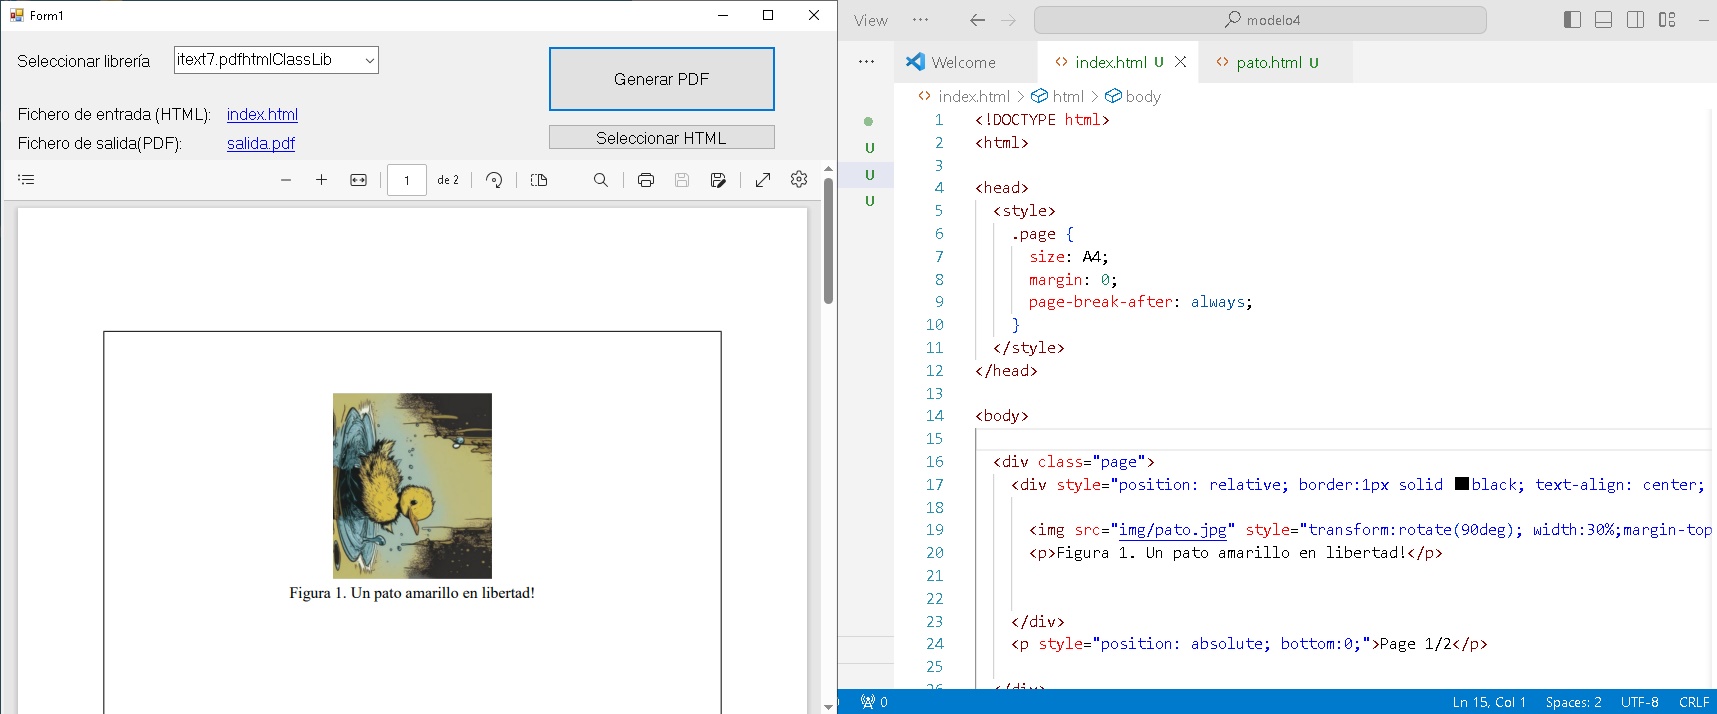 Form1
Seleccionar librería
itext7.pdfhtmlClassLib
Generar PDF
Fichero de entrada (HTML):
index.html
Seleccionar HTML
Fichero de salida(PDF):
salida.pdf
1
de 2
Figura 1. Un pato amarillo en libertad!
View
modelo4
Welcome
index.html U
pato.html U
index.html > html > body
U
U
U
1 <!DOCTYPE html>
2 <html>
3
4 <head>
5 <style>
6 .page {
7 size: A4;
8 margin: 0;
9 page-break-after: always;
10 }
11 </style>
12 </head>
13
14 <body>
15
16 <div class="page">
17 <div style="position: relative; border:1px solid black; text-align: center;
18
19 <img src="img/pato.jpg" style="transform:rotate(90deg); width:30%;margin-top
20 <p>Figura 1. Un pato amarillo en libertad!</p>
21
22
23 </div>
24 <p style="position: absolute; bottom:0;">Page 1/2</p>
25
26 </div>
0
Ln 15, Col 1
Spaces: 2
UTF-8
CRLF